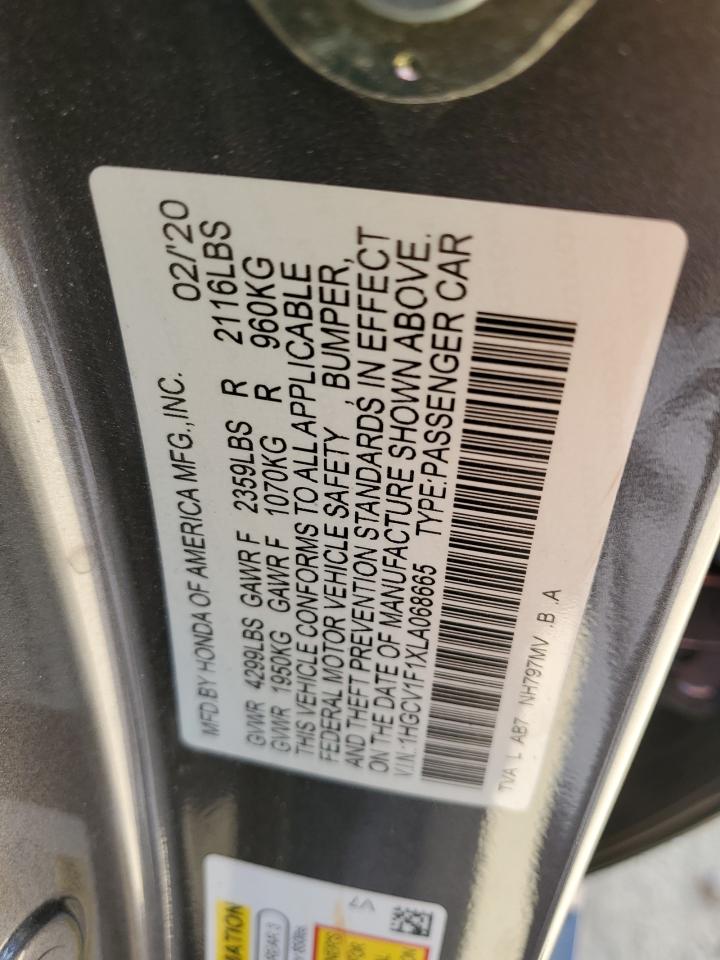 MFD.BY HONDA OF AMERICA MFG.,INC. 02/'20
GVWR 4299LBS GAWR F 2359LBS R 2116LBS
GVWR 1950KG GAWR F 1070KG R 960KG
THIS VEHICLE CONFORMS TO ALL APPLICABLE
FEDERAL MOTOR VEHICLE SAFETY , BUMPER,
AND THEFT PREVENTION STANDARDS IN EFFECT
ON THE DATE OF MANUFACTURE SHOWN ABOVE.
V.I.N.:1HGCV1F1XLA068665 TYPE:PASSENGER CAR
TVA L AB7 NH797MV .B .A
REAR 3